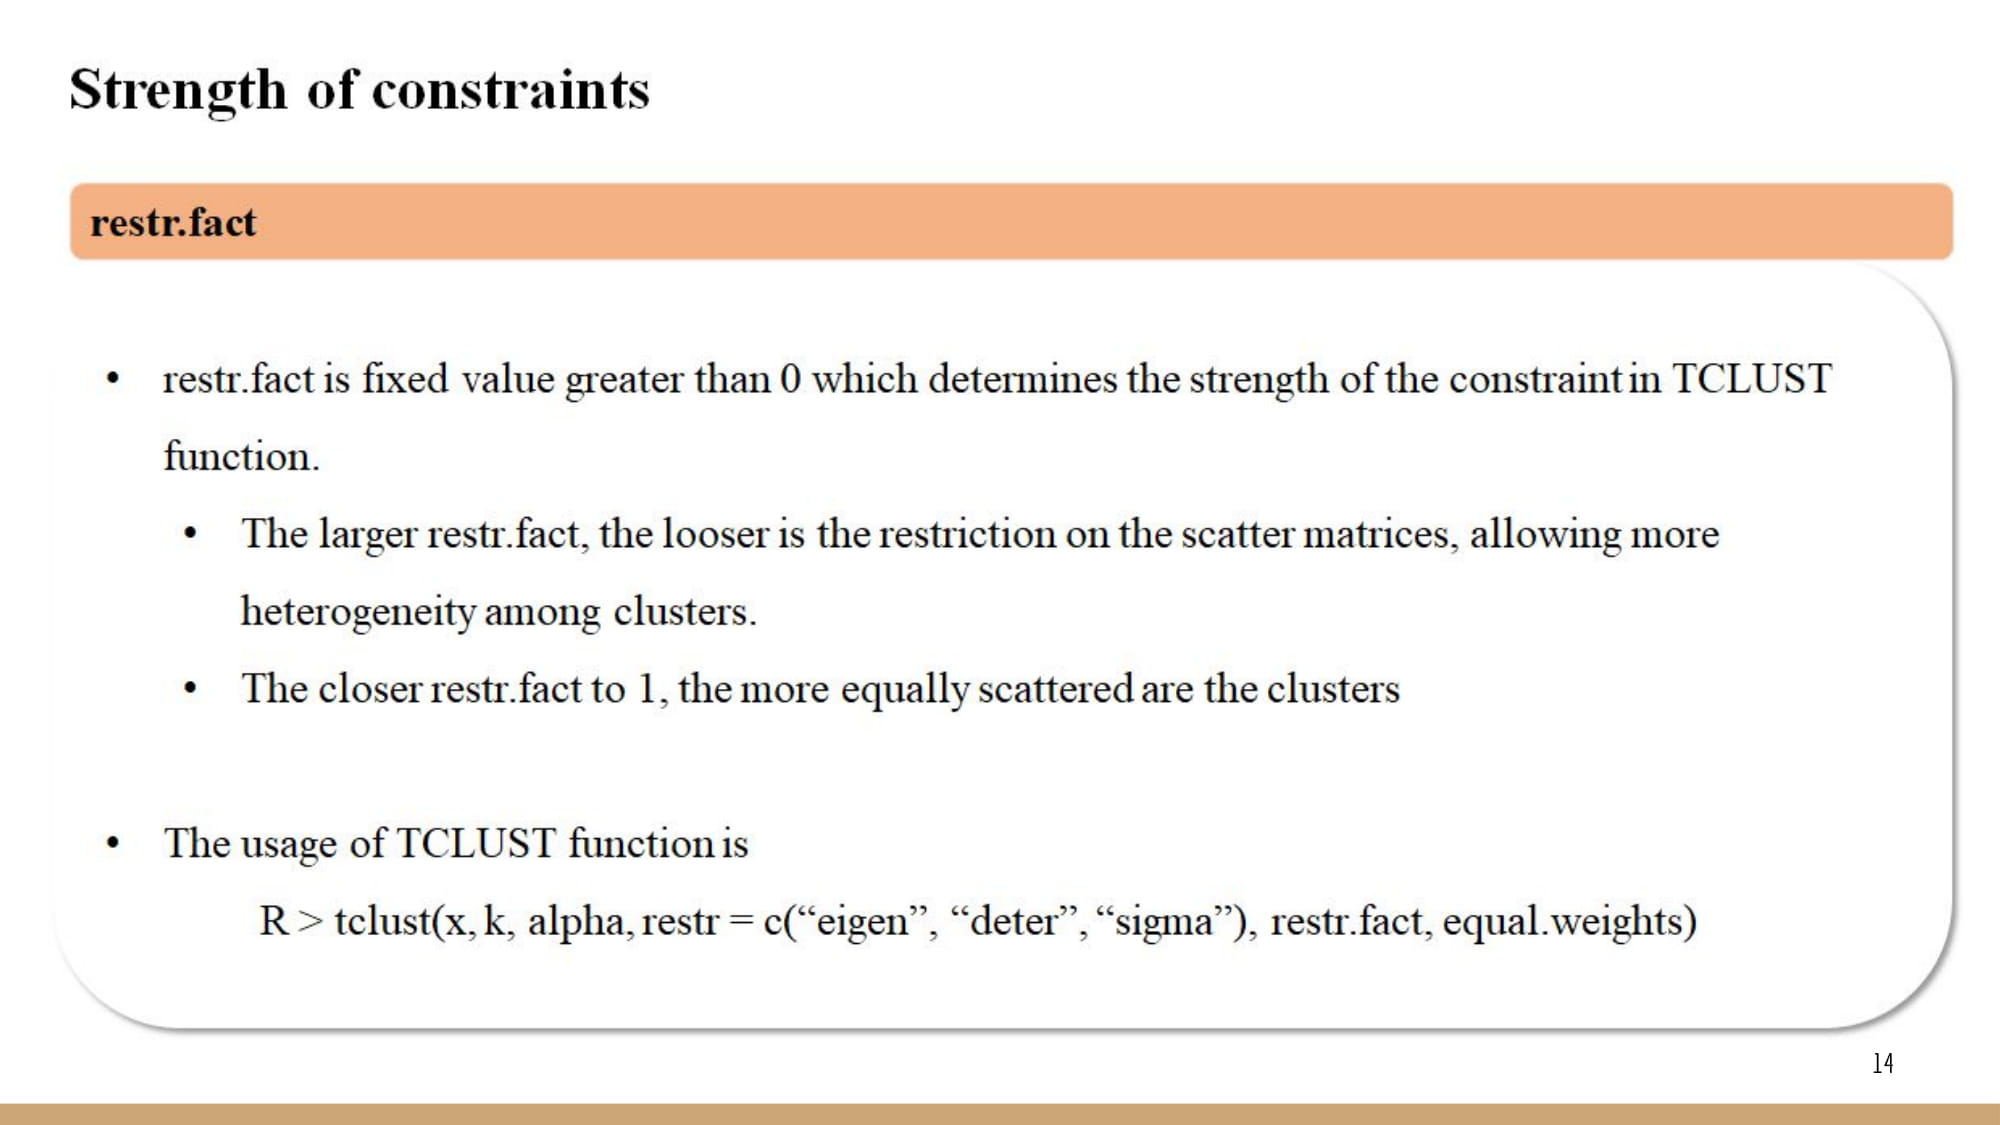 Strength of constraints
restr.fact
• restr.fact is fixed value greater than 0 which determines the strength of the constraint in TCLUST
function.
• The larger restr.fact, the looser is the restriction on the scatter matrices, allowing more
heterogeneity among clusters.
• The closer restr.fact to 1, the more equally scattered are the clusters
• The usage of TCLUST function is
R > tclust(x, k, alpha, restr = c(“eigen”, “deter”, “sigma”), restr.fact, equal.weights)
14